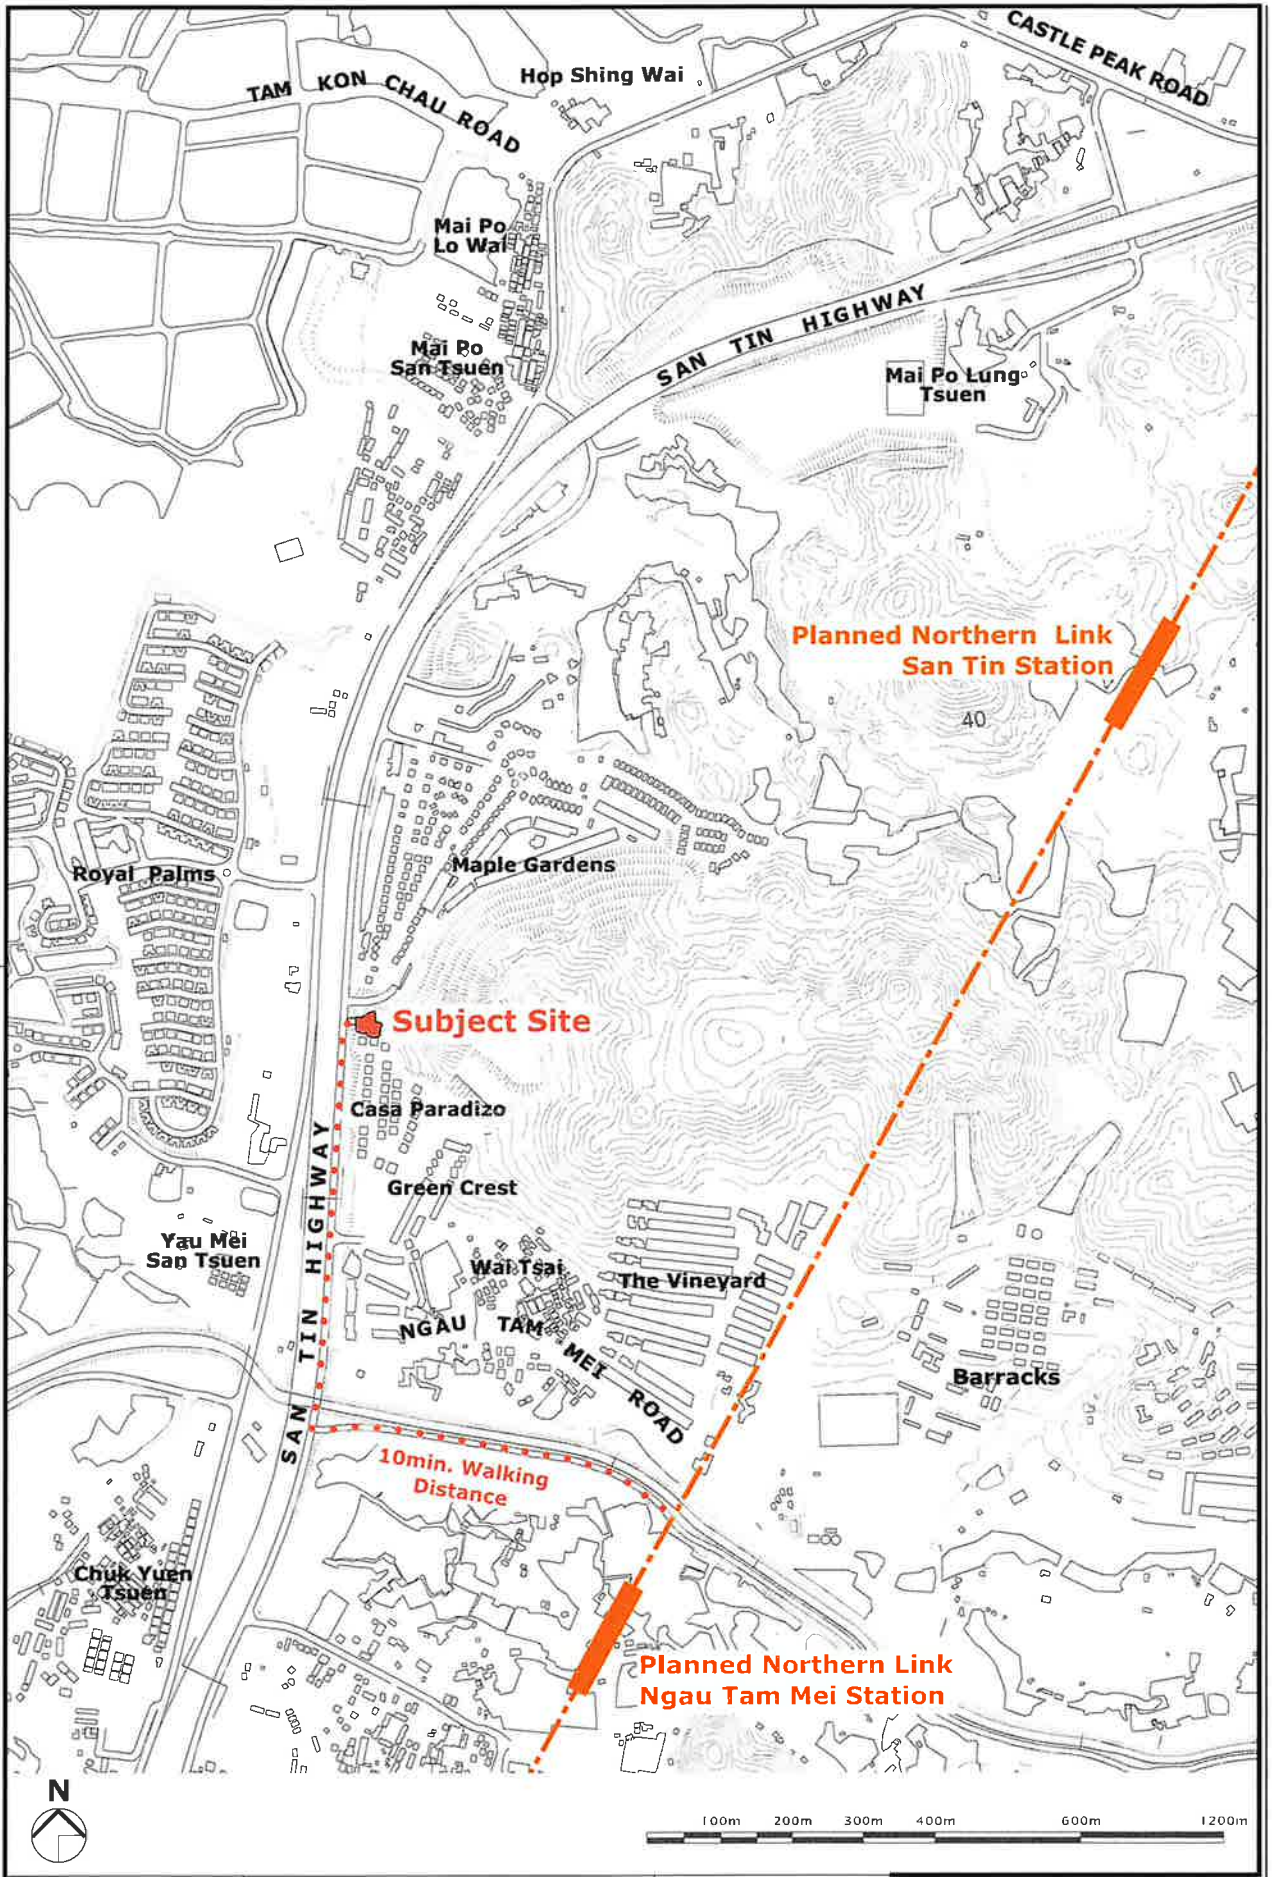 CASTLE PEAK ROAD
Hop Shing Wai
TAM KON CHAU ROAD
Mai Po
Lo Wai
SAN TIN HIGHWAY
Mai Po
San Tsuen
Mai Po Lung
Tsuen
Planned Northern Link
San Tin Station
40
Maple Gardens
Royal Palms
Subject Site
Casa Paradizo
Green Crest
SAN TIN HIGHWAY
Yau Mei
San Tsuen
Wai Tsai
The Vineyard
NGAU TAM MEI ROAD
Barracks
10min. Walking
Distance
Chuk Yuen
Tsuen
Planned Northern Link
Ngau Tam Mei Station
N
100m 200m 300m 400m 600m 1200m